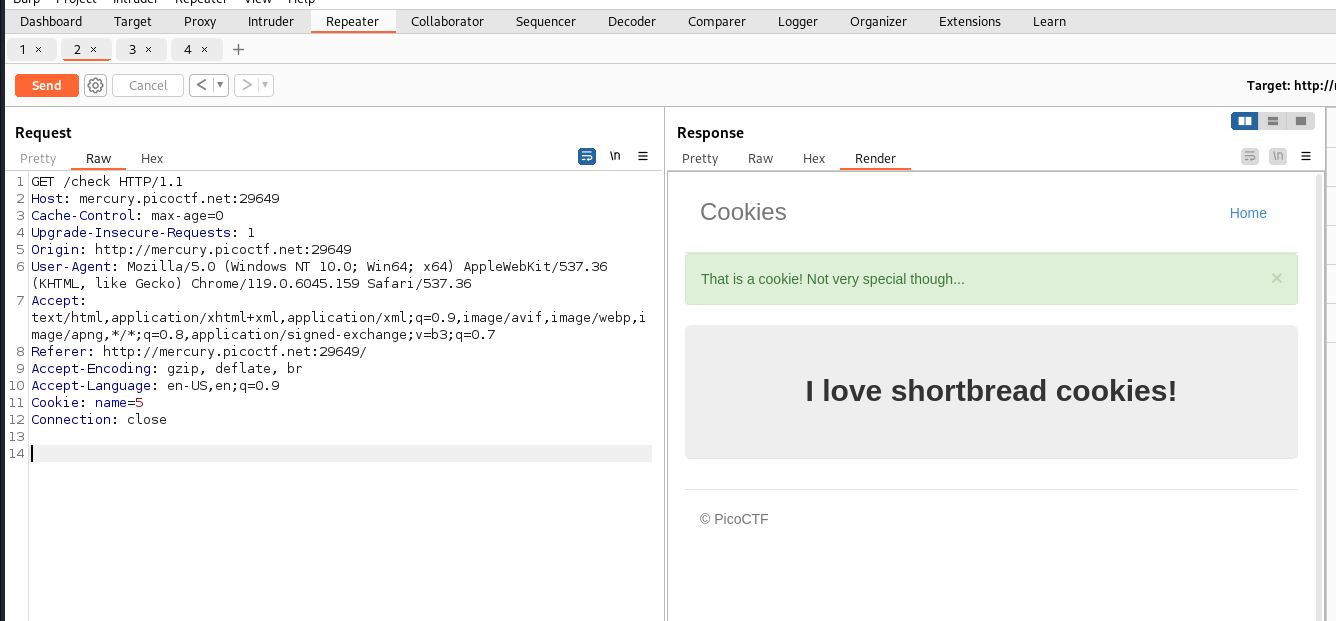 Burp Project Intruder Repeater View Help
Dashboard Target Proxy Intruder Repeater Collaborator Sequencer Decoder Comparer Logger Organizer Extensions Learn
1 × 2 × 3 × 4 × +
Send Cancel < ▾ > ▾ Target: http://
Request
Pretty Raw Hex \n
1 GET /check HTTP/1.1
2 Host: mercury.picoctf.net:29649
3 Cache-Control: max-age=0
4 Upgrade-Insecure-Requests: 1
5 Origin: http://mercury.picoctf.net:29649
6 User-Agent: Mozilla/5.0 (Windows NT 10.0; Win64; x64) AppleWebKit/537.36
(KHTML, like Gecko) Chrome/119.0.6045.159 Safari/537.36
7 Accept:
text/html,application/xhtml+xml,application/xml;q=0.9,image/avif,image/webp,i
mage/apng,*/*;q=0.8,application/signed-exchange;v=b3;q=0.7
8 Referer: http://mercury.picoctf.net:29649/
9 Accept-Encoding: gzip, deflate, br
10 Accept-Language: en-US,en;q=0.9
11 Cookie: name=5
12 Connection: close
13
14
Response
Pretty Raw Hex Render \n
Cookies Home
That is a cookie! Not very special though... ×
I love shortbread cookies!
© PicoCTF